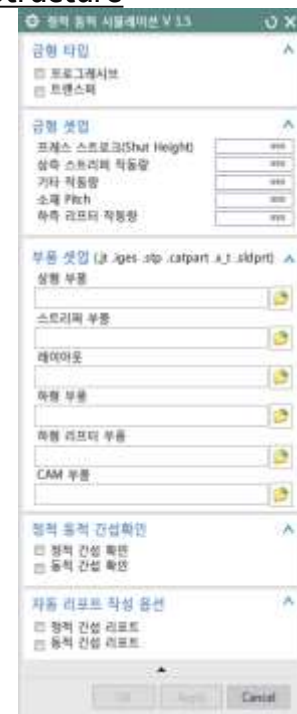 structure
정적 동적 시뮬레이션 V 3.5
금형 타입
프로그레시브
트랜스퍼
금형 셋업
프레스 스트로크(Shut Height)
상측 스트리퍼 작동량
기타 작동량
소재 Pitch
하측 리프터 작동량
부품 셋업 (.jt .iges .stp .catpart .x_t .sldprt)
상형 부품
스트리퍼 부품
레이아웃
하형 부품
하형 리프터 부품
CAM 부품
정적 동적 간섭확인
정적 간섭 확인
동적 간섭 확인
자동 리포트 작성 옵션
정적 간섭 리포트
동적 간섭 리포트
OK Apply Cancel